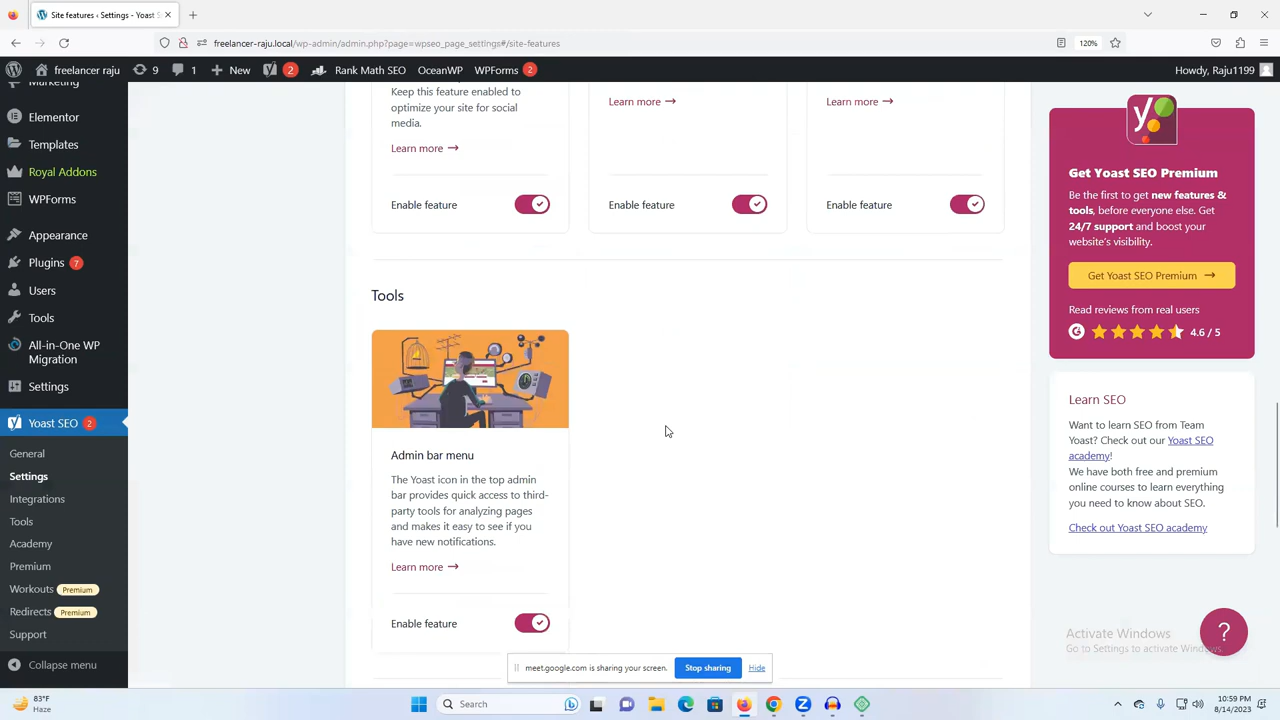 Site features ‹ Settings - Yoast S
freelancer-raju.local/wp-admin/admin.php?page=wpseo_page_settings#/site-features
120%
freelancer raju
9
1
New
2
Rank Math SEO
OceanWP
WPForms 2
Howdy, Raju1199
Marketing
Elementor
Templates
Royal Addons
WPForms
Appearance
Plugins 7
Users
Tools
All-in-One WP
Migration
Settings
Yoast SEO 2
General
Settings
Integrations
Tools
Academy
Premium
Workouts Premium
Redirects Premium
Support
Collapse menu
Keep this feature enabled to
optimize your site for social
media.
Learn more →
Enable feature
Learn more →
Enable feature
Learn more →
Enable feature
Tools
Admin bar menu
The Yoast icon in the top admin
bar provides quick access to third-
party tools for analyzing pages
and makes it easy to see if you
have new notifications.
Learn more →
Enable feature
y
Get Yoast SEO Premium
Be the first to get new features &
tools, before everyone else. Get
24/7 support and boost your
website's visibility.
Get Yoast SEO Premium →
Read reviews from real users
4.6 / 5
Learn SEO
Want to learn SEO from Team
Yoast? Check out our Yoast SEO
academy!
We have both free and premium
online courses to learn everything
you need to know about SEO.
Check out Yoast SEO academy
?
Activate Windows
Go to Settings to activate Windows.
meet.google.com is sharing your screen.
Stop sharing
Hide
83°F
Haze
Search
10:59 PM
8/14/2023